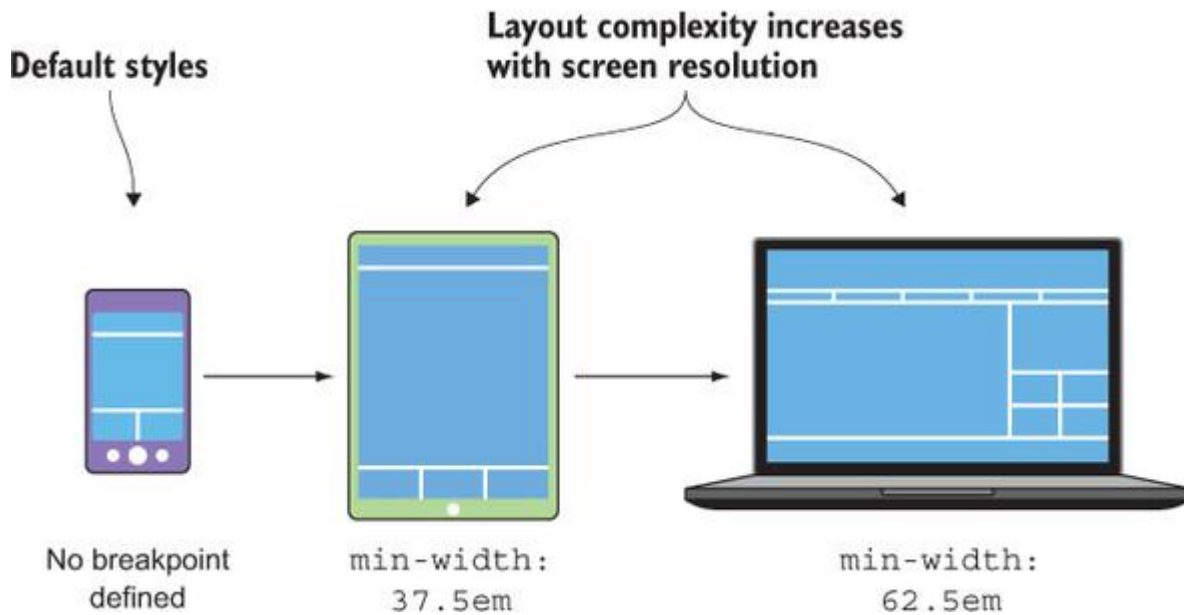 Default styles
Layout complexity increases
with screen resolution
No breakpoint
defined
min-width:
37.5em
min-width:
62.5em